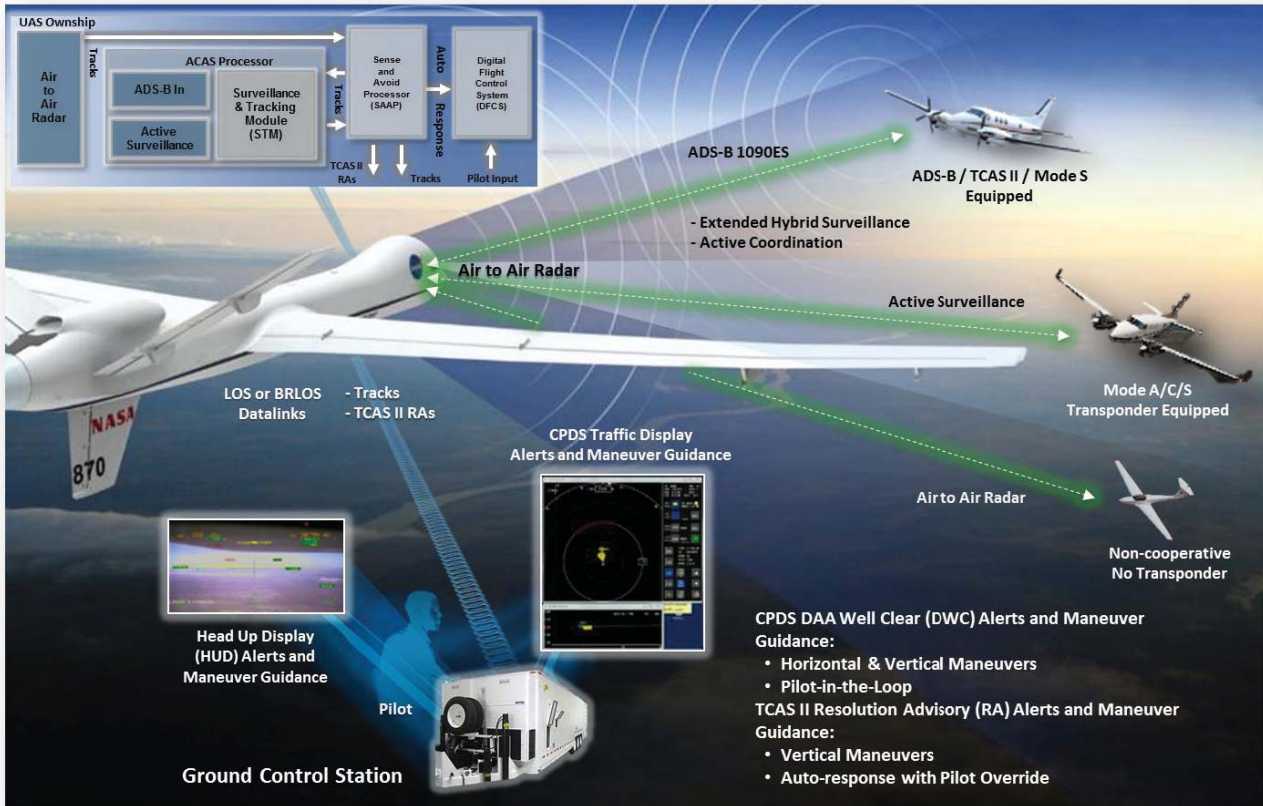 UAS Ownship
Air
to
Air
Radar
Tracks
ACAS Processor
ADS-B In
Active
Surveillance
Surveillance
& Tracking
Module
(STM)
Tracks
Sense
and
Avoid
Processor
(SAAP)
Auto
Response
Digital
Flight
Control
System
(DFCS)
TCAS II
RAs
Tracks
Pilot Input
ADS-B 1090ES
ADS-B / TCAS II / Mode S
Equipped
- Extended Hybrid Surveillance
- Active Coordination
Air to Air Radar
Active Surveillance
Mode A/C/S
Transponder Equipped
LOS or BRLOS
Datalinks
- Tracks
- TCAS II RAs
NASA
870
CPDS Traffic Display
Alerts and Maneuver Guidance
Air to Air Radar
Non-cooperative
No Transponder
Head Up Display
(HUD) Alerts and
Maneuver Guidance
Pilot
Ground Control Station
CPDS DAA Well Clear (DWC) Alerts and Maneuver
Guidance:
• Horizontal & Vertical Maneuvers
• Pilot-in-the-Loop
TCAS II Resolution Advisory (RA) Alerts and Maneuver
Guidance:
• Vertical Maneuvers
• Auto-response with Pilot Override